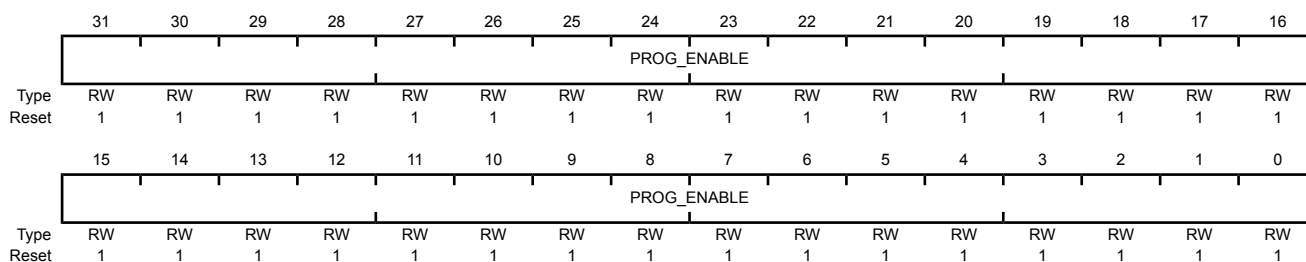 31 30 29 28 27 26 25 24 23 22 21 20 19 18 17 16
PROG_ENABLE
Type RW RW RW RW RW RW RW RW RW RW RW RW RW RW RW RW
Reset 1 1 1 1 1 1 1 1 1 1 1 1 1 1 1 1
15 14 13 12 11 10 9 8 7 6 5 4 3 2 1 0
PROG_ENABLE
Type RW RW RW RW RW RW RW RW RW RW RW RW RW RW RW RW
Reset 1 1 1 1 1 1 1 1 1 1 1 1 1 1 1 1